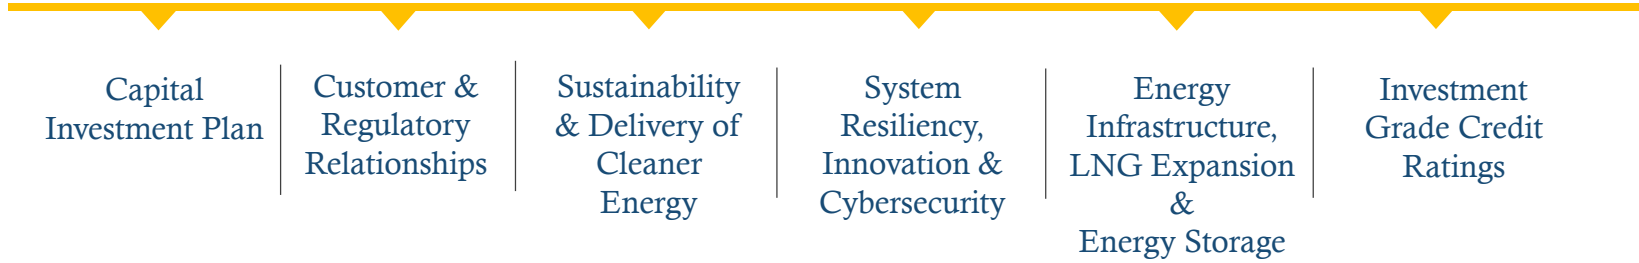 Capital
Investment Plan
Customer &
Regulatory
Relationships
Sustainability
& Delivery of
Cleaner
Energy
System
Resiliency,
Innovation &
Cybersecurity
Energy
Infrastructure,
LNG Expansion
&
Energy Storage
Investment
Grade Credit
Ratings